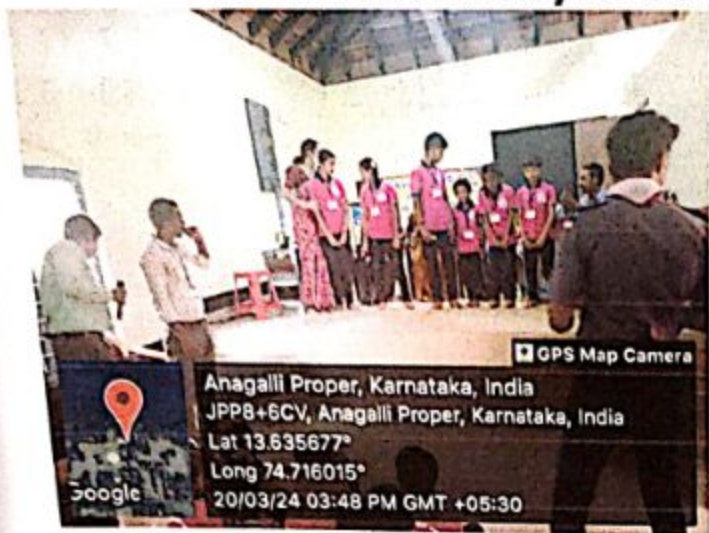 GPS Map Camera
Anagalli Proper, Karnataka, India
JPP8+6CV, Anagalli Proper, Karnataka, India
Lat 13.635677°
Long 74.716015°
20/03/24 03:48 PM GMT +05:30
Google